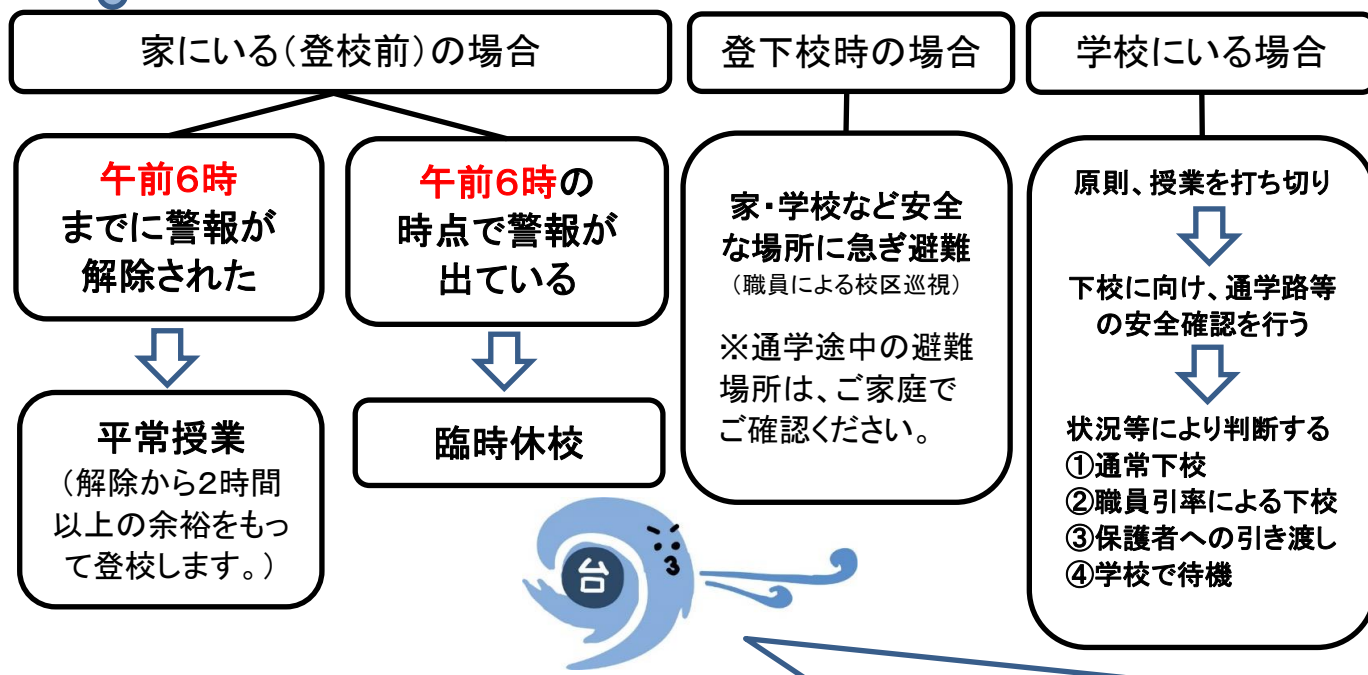 家にいる(登校前)の場合
午前6時
までに警報が
解除された
平常授業
(解除から2時間
以上の余裕をもっ
て登校します。)
午前6時の
時点で警報が
出ている
臨時休校
登下校時の場合
家・学校など安全
な場所に急ぎ避難
(職員による校区巡視)
※通学途中の避難
場所は、ご家庭で
ご確認ください。
学校にいる場合
原則、授業を打ち切り
下校に向け、通学路等
の安全確認を行う
状況等により判断する
①通常下校
②職員引率による下校
③保護者への引き渡し
④学校で待機
台